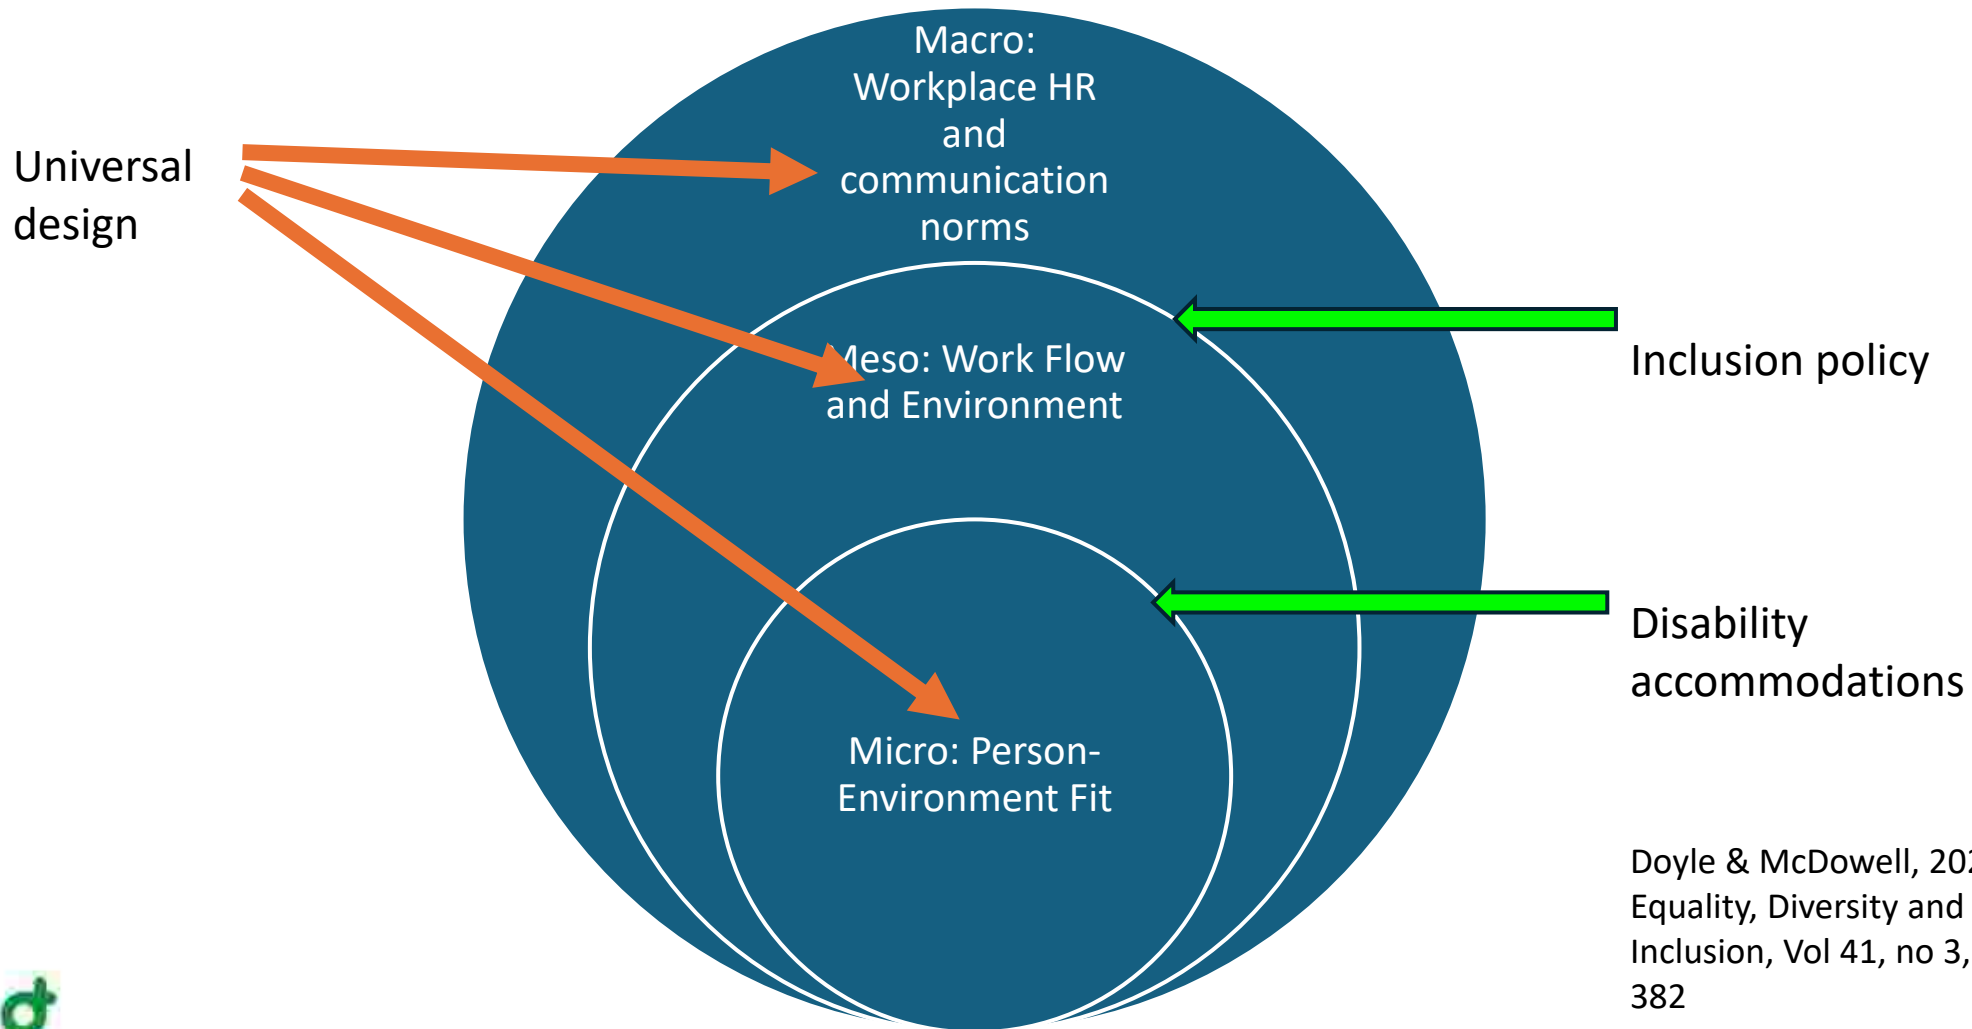 Macro:
Workplace HR
and
communication
norms
Universal
design
Meso: Work Flow
and Environment
Inclusion policy
Disability
accommodations
Micro: Person-
Environment Fit
Doyle & McDowell, 202
Equality, Diversity and
Inclusion, Vol 41, no 3,
382